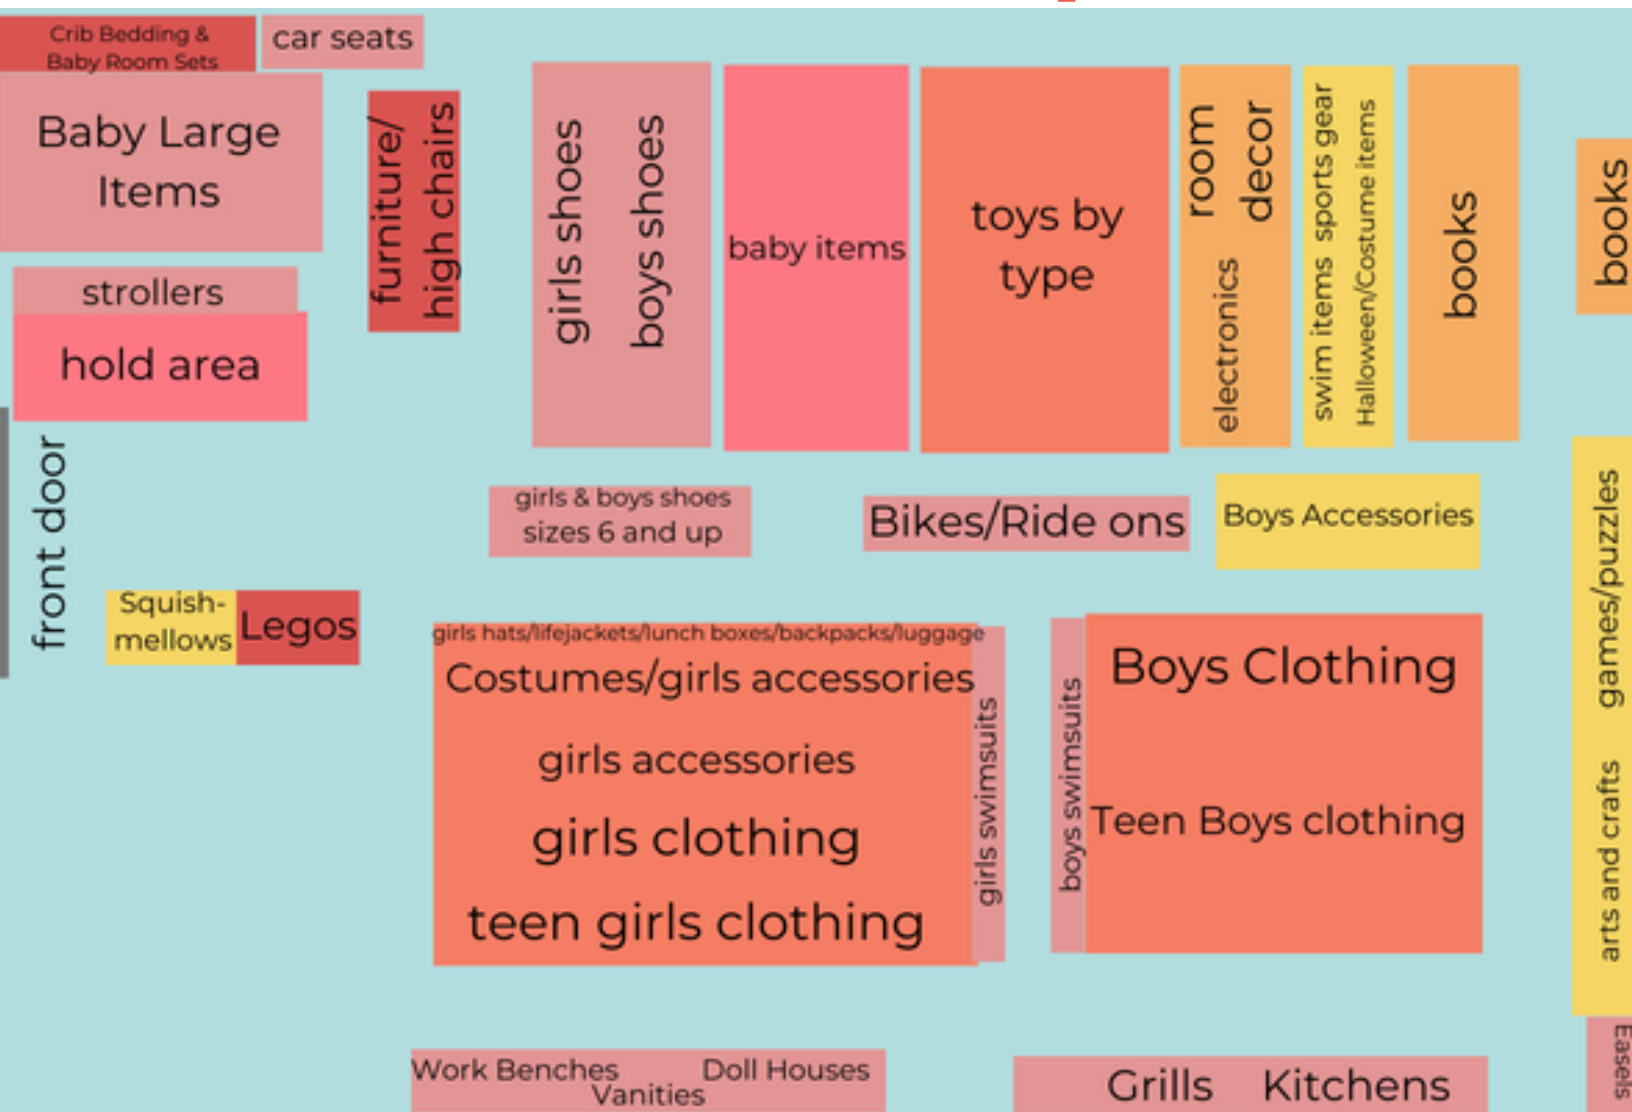 Crib Bedding &
Baby Room Sets
car seats
Baby Large
Items
furniture/
high chairs
strollers
hold area
front door
Squish-
mellows
Legos
girls shoes
boys shoes
baby items
toys by
type
room
decor
electronics
swim items sports gear
Halloween/Costume items
books
books
girls & boys shoes
sizes 6 and up
Bikes/Ride ons
Boys Accessories
girls hats/lifejackets/lunch boxes/backpacks/luggage
Costumes/girls accessories
girls accessories
girls clothing
teen girls clothing
girls swimsuits
boys swimsuits
Boys Clothing
Teen Boys clothing
games/puzzles
arts and crafts
Easels
Work Benches
Doll Houses
Vanities
Grills
Kitchens